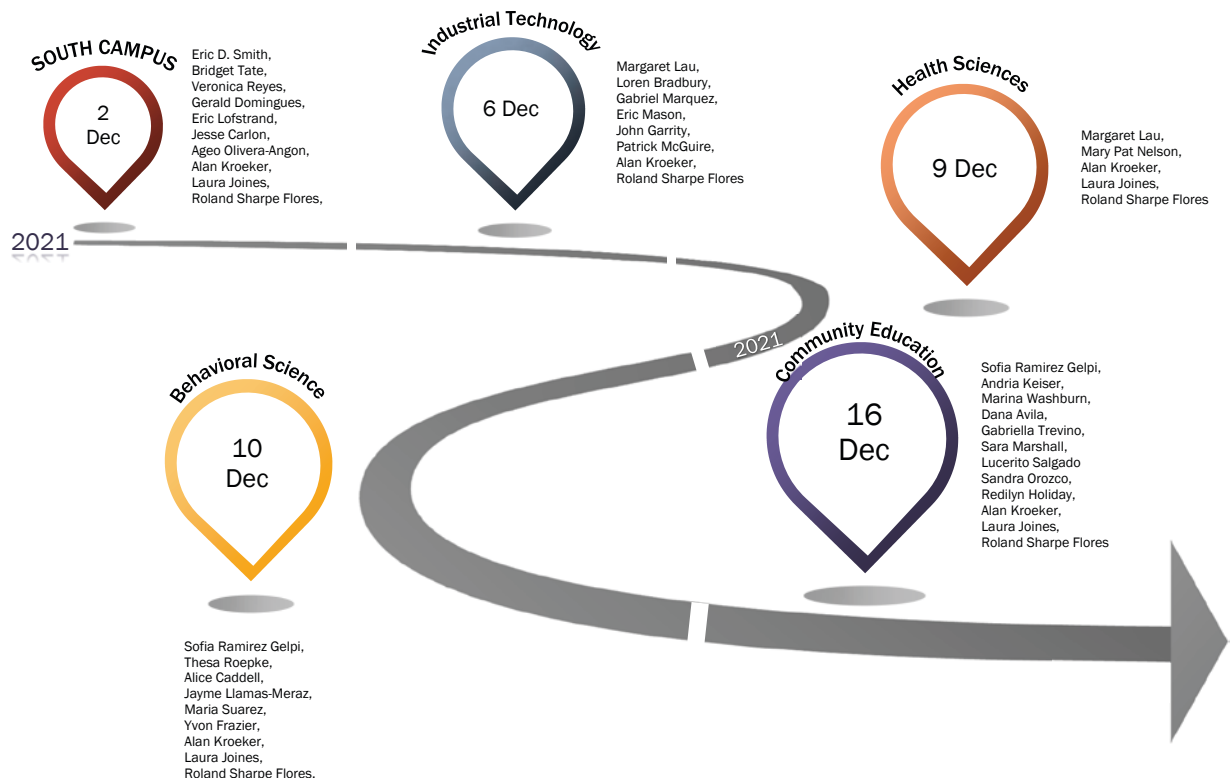 SOUTH CAMPUS
2
Dec
Eric D. Smith,
Bridget Tate,
Veronica Reyes,
Gerald Domingues,
Eric Lofstrand,
Jesse Carlon,
Ageo Olivera-Angon,
Alan Kroeker,
Laura Joines,
Roland Sharpe Flores,
Industrial Technology
6 Dec
Margaret Lau,
Loren Bradbury,
Gabriel Marquez,
Eric Mason,
John Garrity,
Patrick McGuire,
Alan Kroeker,
Roland Sharpe Flores
Health Sciences
9 Dec
Margaret Lau,
Mary Pat Nelson,
Alan Kroeker,
Laura Joines,
Roland Sharpe Flores
2021
2021
Behavioral Science
10
Dec
Sofia Ramirez Gelpi,
Thesa Roepke,
Alice Caddell,
Jayme Llamas-Meraz,
Maria Suarez,
Yvon Frazier,
Alan Kroeker,
Laura Joines,
Roland Sharpe Flores,
Community Education
16
Dec
Sofia Ramirez Gelpi,
Andria Keiser,
Marina Washburn,
Dana Avila,
Gabriella Trevino,
Sara Marshall,
Lucerito Salgado
Sandra Orozco,
Redilyn Holiday,
Alan Kroeker,
Laura Joines,
Roland Sharpe Flores